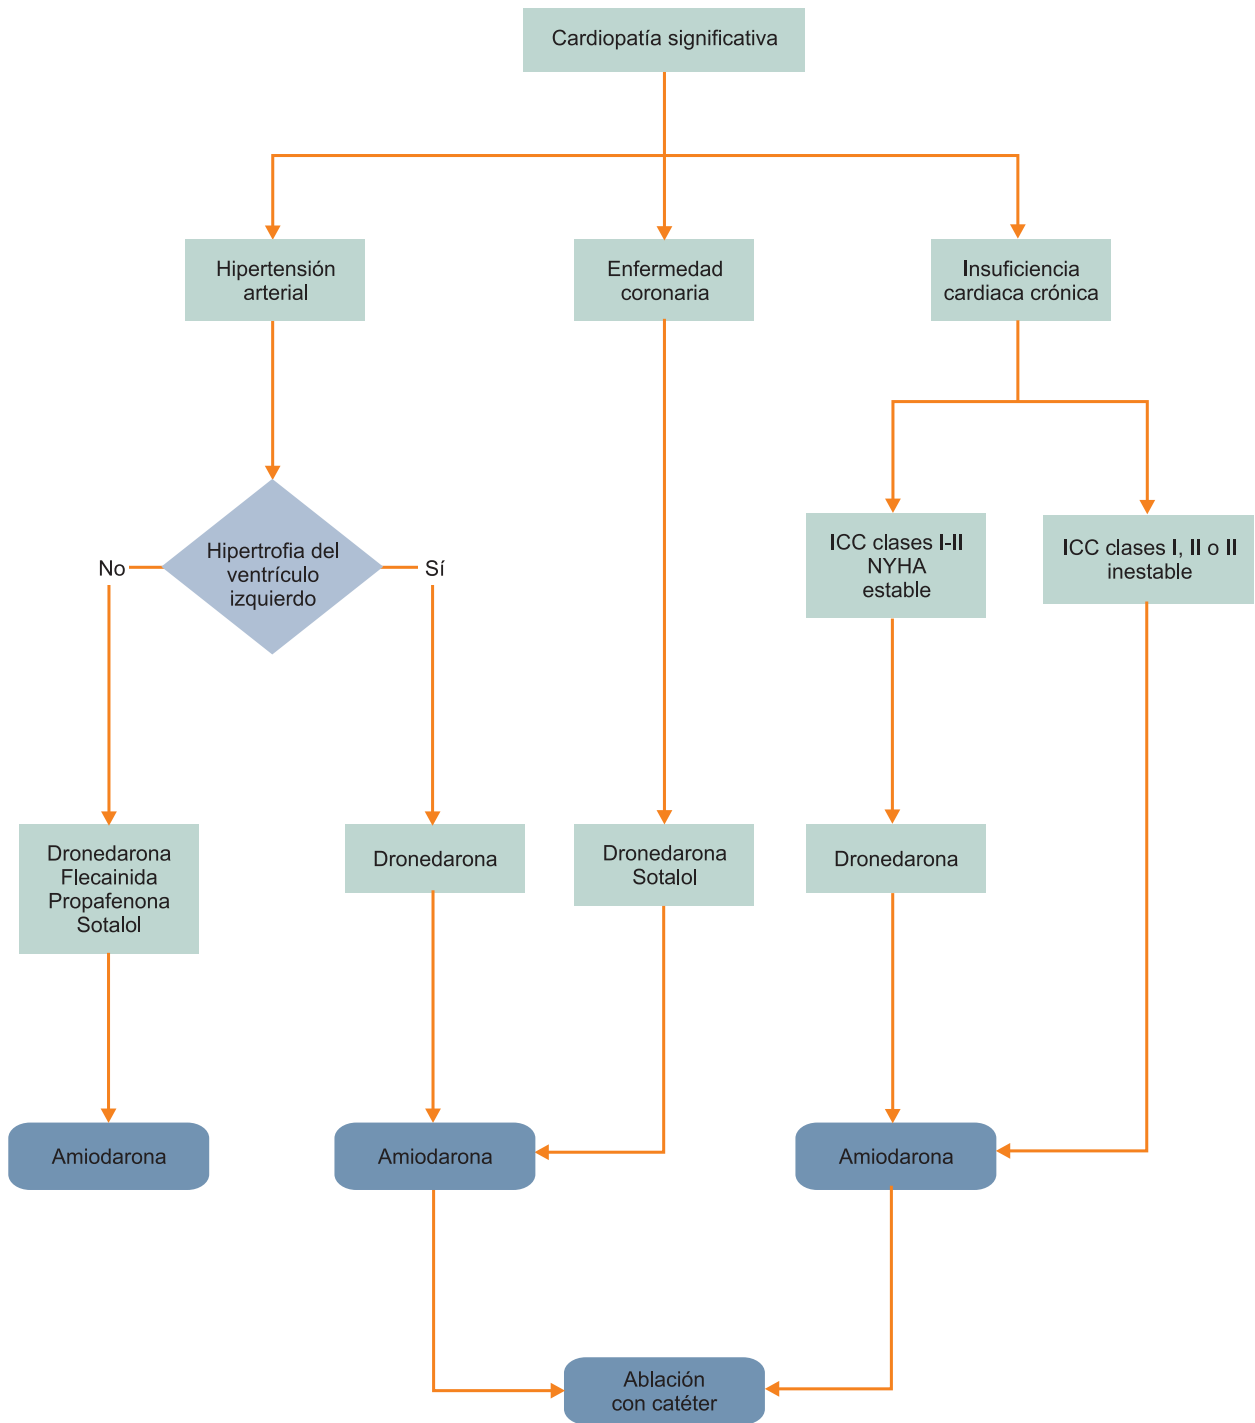 Cardiopatía significativa
Hipertensión
arterial
Enfermedad
coronaria
Insuficiencia
cardiaca crónica
Hipertrofia del
ventrículo
izquierdo
No
Sí
ICC clases I-II
NYHA
estable
ICC clases I, II o II
inestable
Dronedarona
Flecainida
Propafenona
Sotalol
Dronedarona
Dronedarona
Sotalol
Dronedarona
Amiodarona
Amiodarona
Amiodarona
Ablación
con catéter